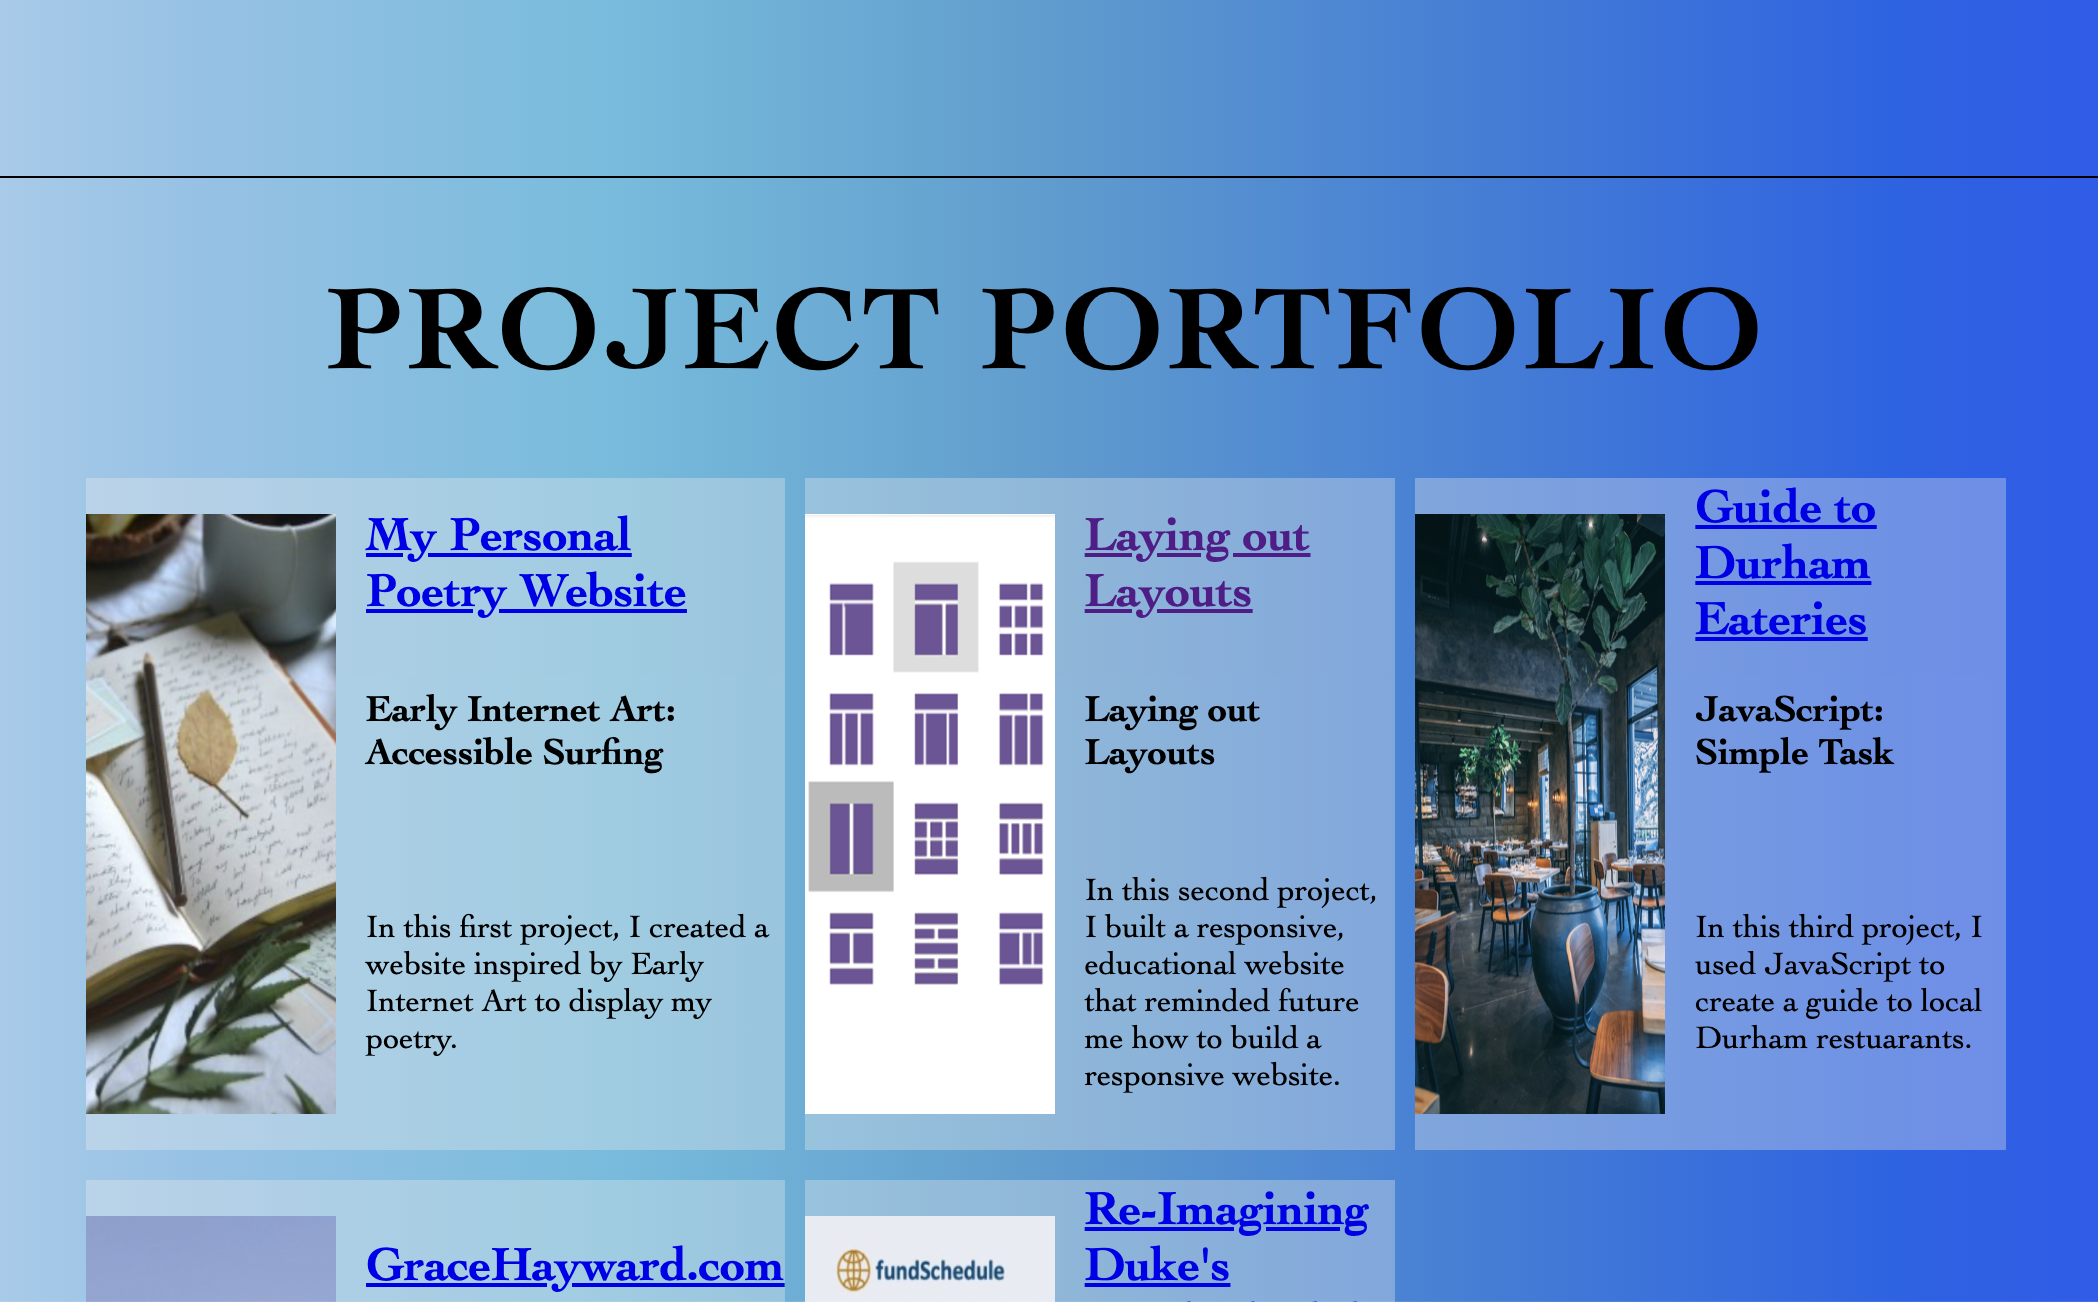 PROJECT PORTFOLIO
My Personal
Poetry Website
Early Internet Art:
Accessible Surfing
In this first project, I created a
website inspired by Early
Internet Art to display my
poetry.
Laying out
Layouts
Laying out
Layouts
In this second project,
I built a responsive,
educational website
that reminded future
me how to build a
responsive website.
Guide to
Durham
Eateries
JavaScript:
Simple Task
In this third project, I
used JavaScript to
create a guide to local
Durham restuarants.
GraceHayward.com
fundSchedule
Re-Imagining
Duke's